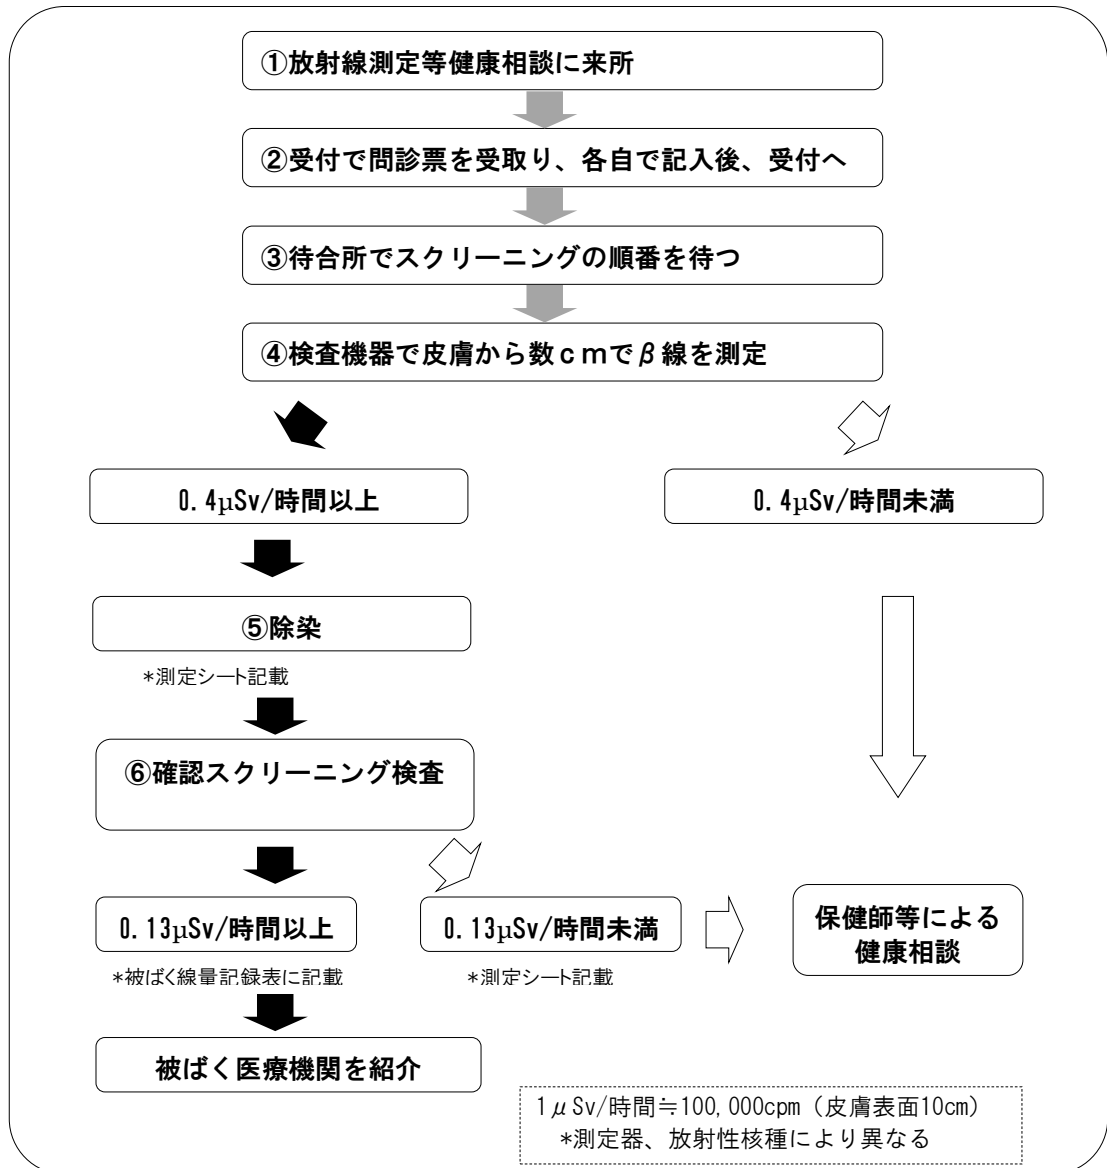 ①放射線測定等健康相談に来所
②受付で問診票を受取り、各自で記入後、受付へ
③待合所でスクリーニングの順番を待つ
④検査機器で皮膚から数ｃｍでβ線を測定
0.4μSv/時間以上
0.4μSv/時間未満
⑤除染
*測定シート記載
⑥確認スクリーニング検査
0.13μSv/時間以上
0.13μSv/時間未満
保健師等による
健康相談
*被ばく線量記録表に記載
*測定シート記載
被ばく医療機関を紹介
1μSv/時間≒100,000cpm（皮膚表面10cm）
*測定器、放射性核種により異なる